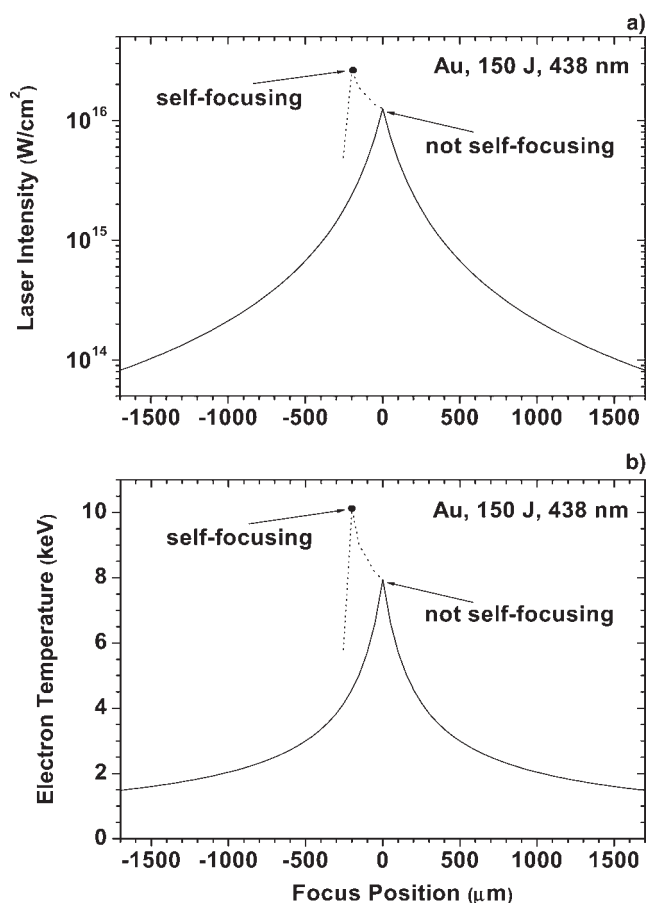 a)
Au, 150 J, 438 nm
self-focusing
not self-focusing
10^16
10^15
10^14
Laser Intensity (W/cm²)
-1500 -1000 -500 0 500 1000 1500
b)
Au, 150 J, 438 nm
self-focusing
not self-focusing
10
8
6
4
2
0
Electron Temperature (keV)
-1500 -1000 -500 0 500 1000 1500
Focus Position (μm)